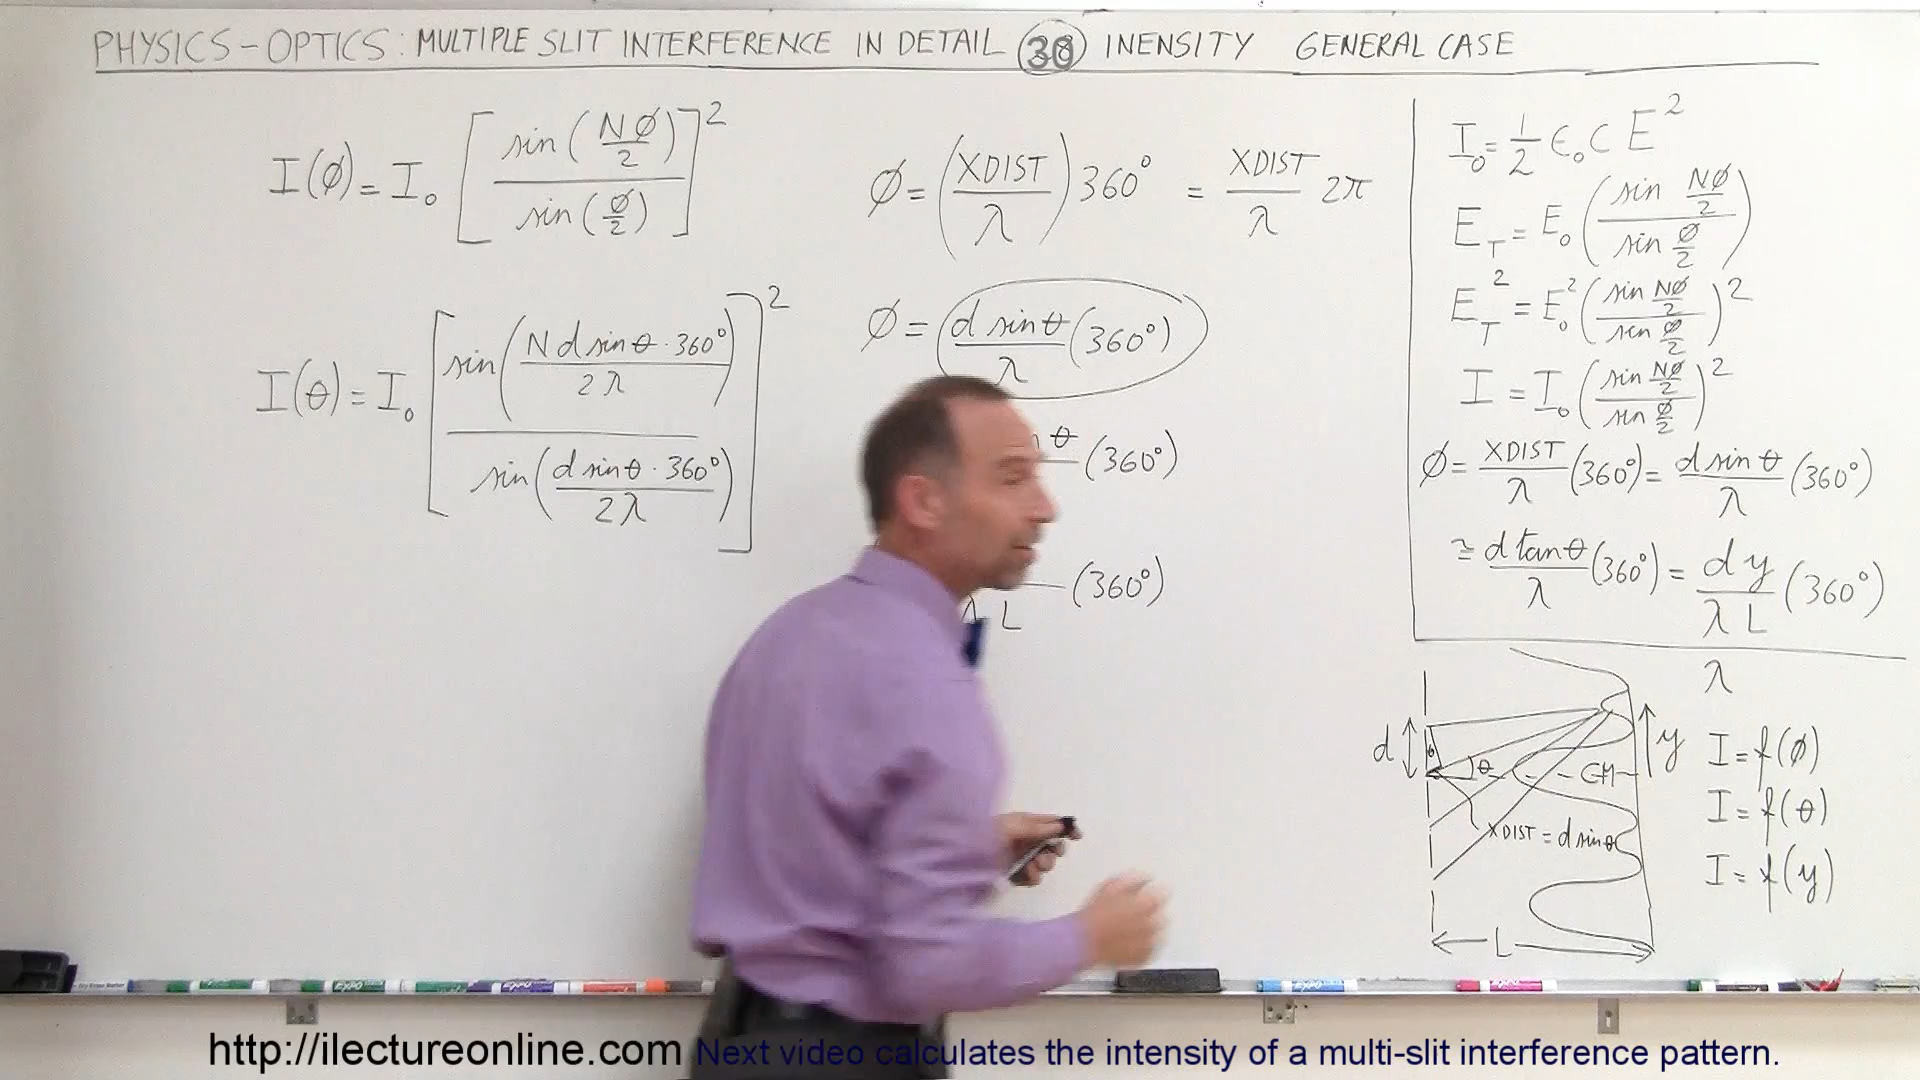 PHYSICS-OPTICS: MULTIPLE SLIT INTERFERENCE IN DETAIL 38 INENSITY GENERAL CASE
I(∅) = I₀ [ sin(N∅/2) / sin(∅/2) ]²
I(θ) = I₀ [ sin(N d sin θ · 360° / 2λ) / sin(d sin θ · 360° / 2λ) ]²
∅ = (XDIST/λ) 360° = XDIST/λ 2π
∅ = d sin θ/λ (360°)
θ (360°)
λ L (360°)
I₀ = 1/2 ε₀ C E²
E_T = E₀ (sin N∅/2 / sin ∅/2)
E_T² = E₀² (sin N∅/2 / sin ∅/2)²
I = I₀ (sin N∅/2 / sin ∅/2)²
∅ = XDIST/λ (360°) = d sin θ/λ (360°)
≅ d tan θ/λ (360°) = d y/λ L (360°)
λ
d
θ
θ
CM
y
XDIST = d sin θ
L
I = f(∅)
I = f(θ)
I = f(y)
EXPO
EXPO
EXPO
EXPO
http://ilectureonline.com Next video calculates the intensity of a multi-slit interference pattern.